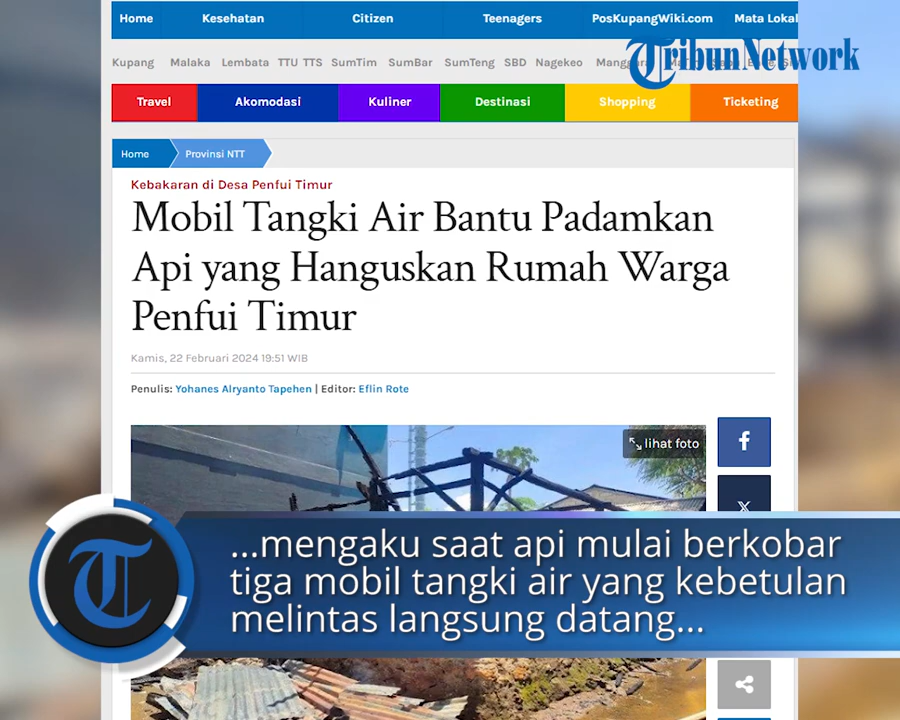 Home Kesehatan Citizen Teenagers PosKupangWiki.com Mata Lokal
TribunNetwork
Kupang Malaka Lembata TTU TTS SumTim SumBar SumTeng SBD Nagekeo
Travel Akomodasi Kuliner Destinasi Shopping Ticketing
Home Provinsi NTT
Kebakaran di Desa Penfui Timur
Mobil Tangki Air Bantu Padamkan
Api yang Hanguskan Rumah Warga
Penfui Timur
Kamis, 22 Februari 2024 19:51 WIB
Penulis: Yohanes Alryanto Tapehen | Editor: Eflin Rote
lihat foto
...mengaku saat api mulai berkobar
tiga mobil tangki air yang kebetulan
melintas langsung datang...